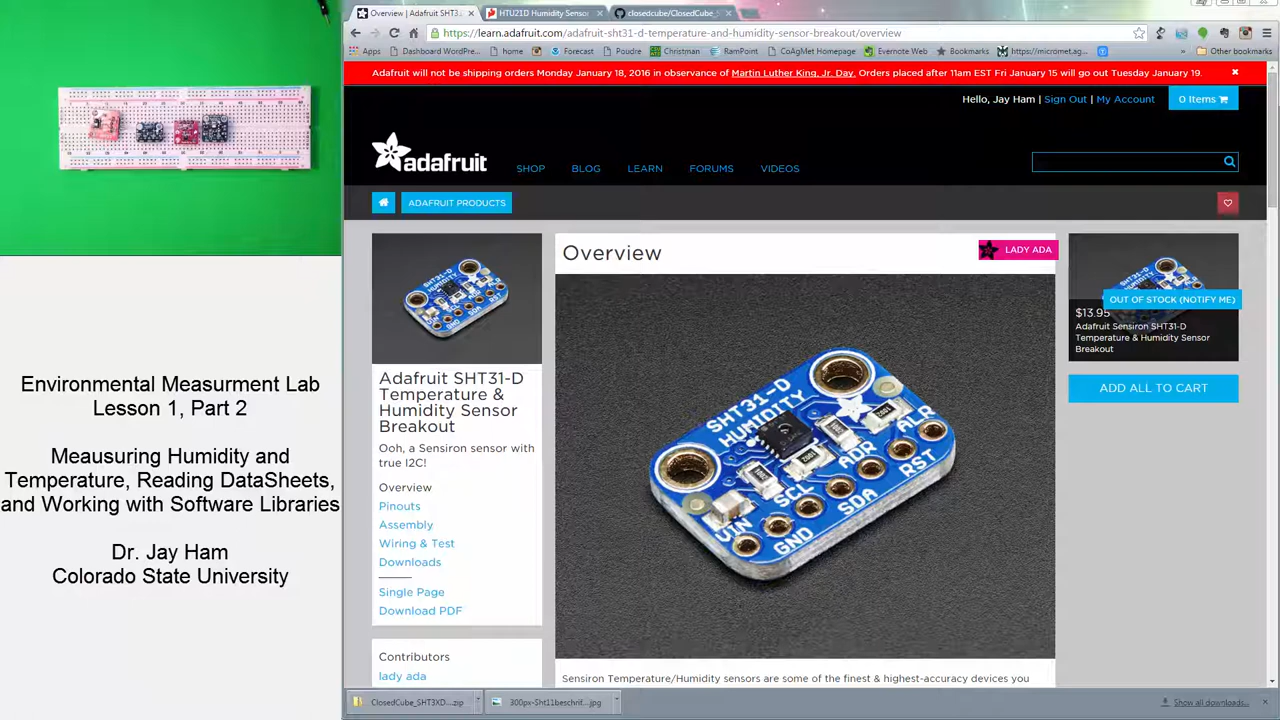 Overview | Adafruit SHT3
HTU21D Humidity Sensor
closedcube/ClosedCube_S
https://learn.adafruit.com/adafruit-sht31-d-temperature-and-humidity-sensor-breakout/overview
Apps
Dashboard WordPre...
home
Forecast
Poudre
Christman
RamPoint
CoAgMet Homepage
Evernote Web
Bookmarks
https://micromet.ag...
Other bookmarks
Adafruit will not be shipping orders Monday January 18, 2016 in observance of Martin Luther King, Jr. Day. Orders placed after 11am EST Fri January 15 will go out Tuesday January 19.
Hello, Jay Ham | Sign Out | My Account
0 Items
adafruit
SHOP
BLOG
LEARN
FORUMS
VIDEOS
ADAFRUIT PRODUCTS
Overview
LADY ADA
OUT OF STOCK (NOTIFY ME)
$13.95
Adafruit Sensiron SHT31-D
Temperature & Humidity Sensor
Breakout
ADD ALL TO CART
SHT31-D
HUMIDITY
VIN
GND
SCL
SDA
ADR
RST
ALR
Adafruit SHT31-D
Temperature &
Humidity Sensor
Breakout
Ooh, a Sensiron sensor with
true I2C!
Overview
Pinouts
Assembly
Wiring & Test
Downloads
Single Page
Download PDF
Contributors
lady ada
Sensiron Temperature/Humidity sensors are some of the finest & highest-accuracy devices you
ClosedCube_SHT3XD....zip
300px-Sht11beschrif....jpg
Show all downloads...
Environmental Measurment Lab
Lesson 1, Part 2
Meausuring Humidity and
Temperature, Reading DataSheets,
and Working with Software Libraries
Dr. Jay Ham
Colorado State University